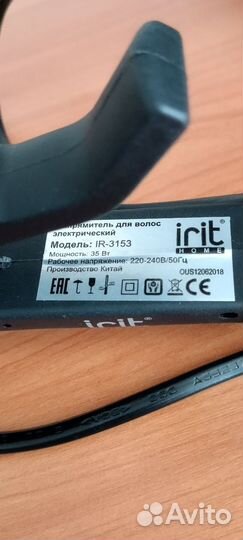 для волос
электрический
Модель: IR-3153
Мощность: 35 Вт
Рабочее напряжение: 220-240В/50Гц
Производство Китай
irit®
HOME
OUS12062018
EAC
irit®
Avito